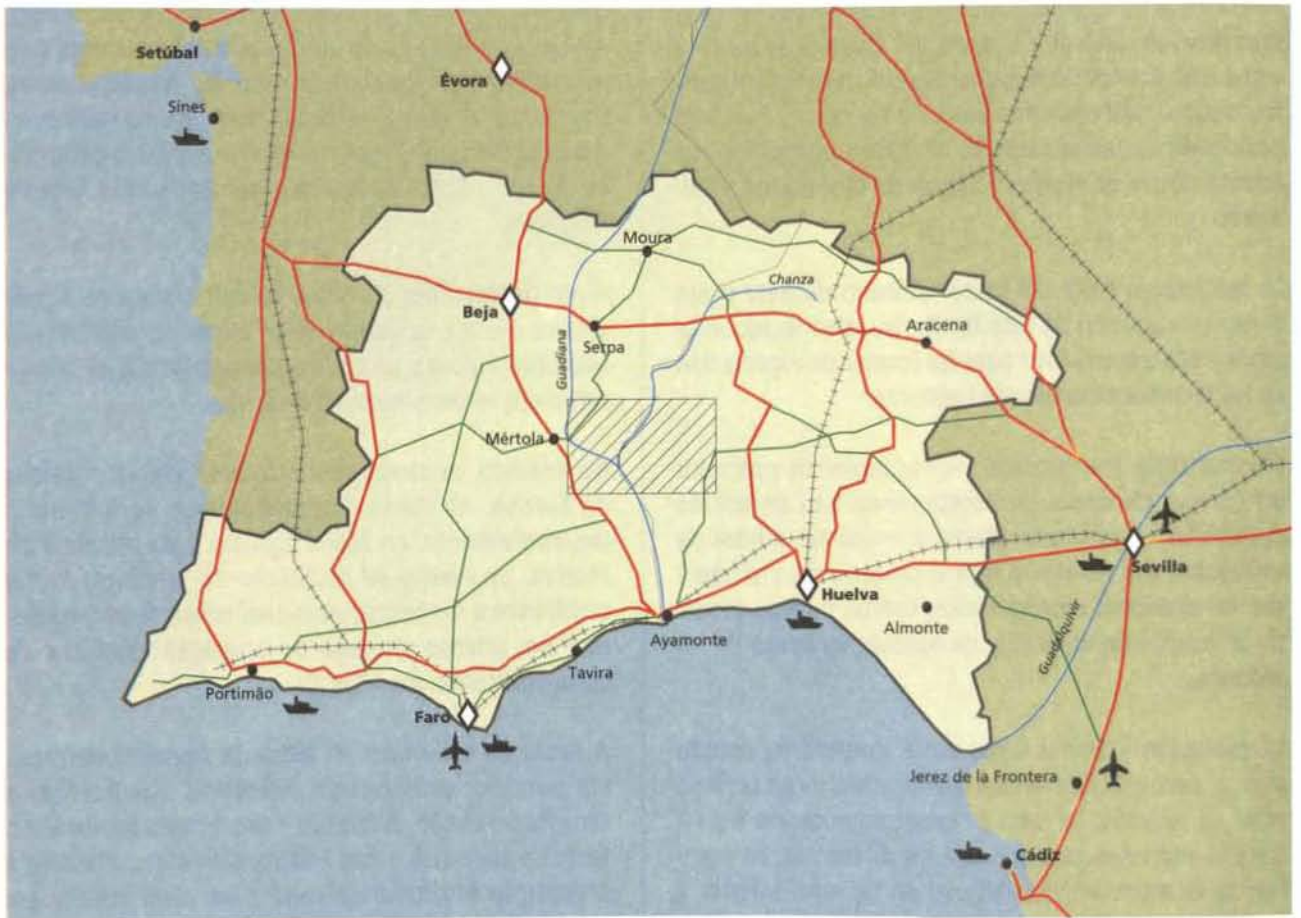 Setúbal
Évora
Sines
Moura
Chanza
Beja
Aracena
Serpa
Guadiana
Mértola
Sevilla
Huelva
Almonte
Ayamonte
Guadalquivir
Tavira
Portimão
Faro
Jerez de la Frontera
Cádiz